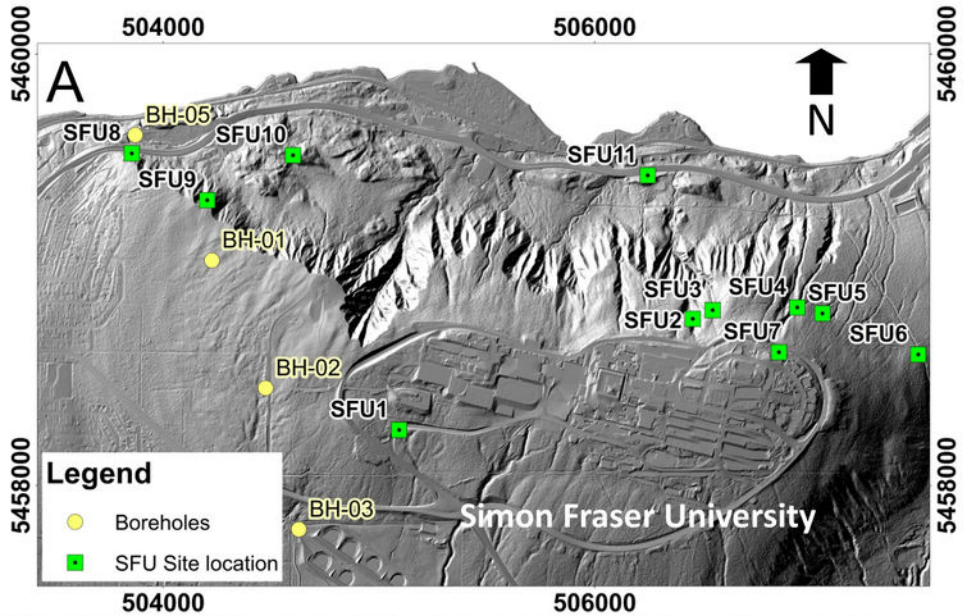 504000
506000
5460000
5460000
A
N
BH-05
SFU8
SFU10
SFU11
SFU9
BH-01
SFU3
SFU4
SFU5
SFU2
SFU7
SFU6
BH-02
SFU1
5458000
Legend
Boreholes
SFU Site location
BH-03
Simon Fraser University
504000
506000